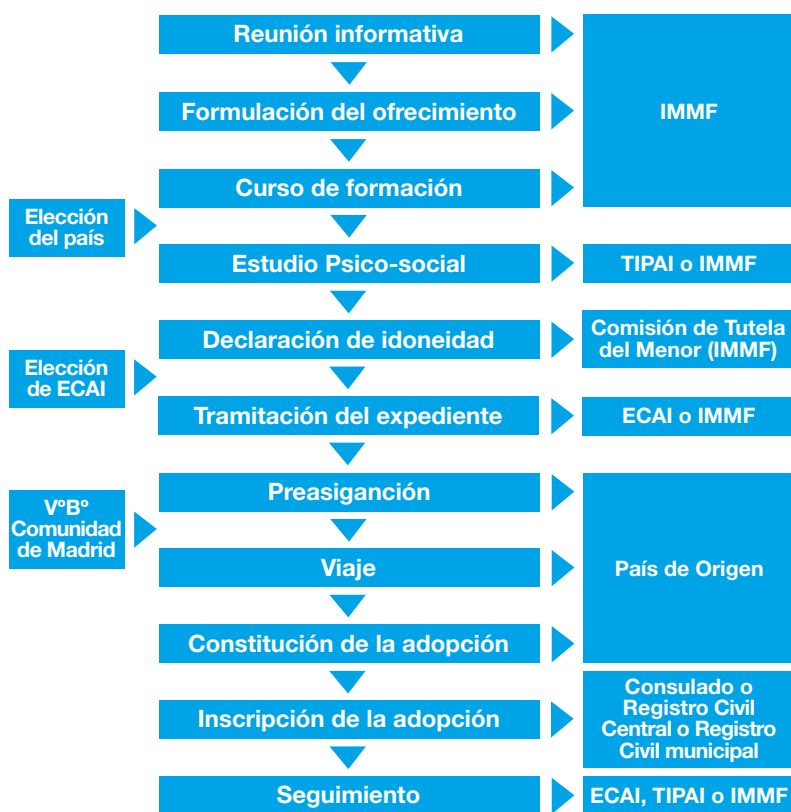 Reunión informativa
IMMF
Formulación del ofrecimiento
Curso de formación
Elección
del país
Estudio Psico-social
TIPAI o IMMF
Declaración de idoneidad
Comisión de Tutela
del Menor (IMMF)
Elección
de ECAI
Tramitación del expediente
ECAI o IMMF
Preasiganción
VºBº
Comunidad
de Madrid
Viaje
País de Origen
Constitución de la adopción
Inscripción de la adopción
Consulado o
Registro Civil
Central o Registro
Civil municipal
Seguimiento
ECAI, TIPAI o IMMF